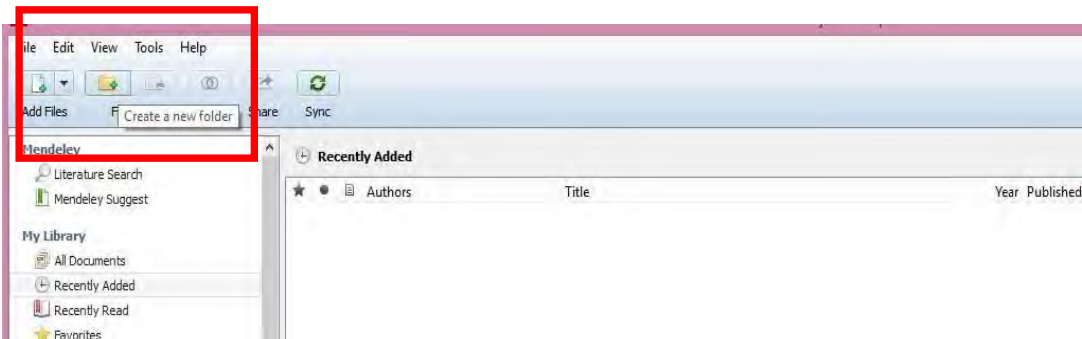 ile Edit View Tools Help
Add Files F Share Sync
Create a new folder
Mendeley
Literature Search
Mendeley Suggest
My Library
All Documents
Recently Added
Recently Read
Favorites
Recently Added
Authors Title Year Published